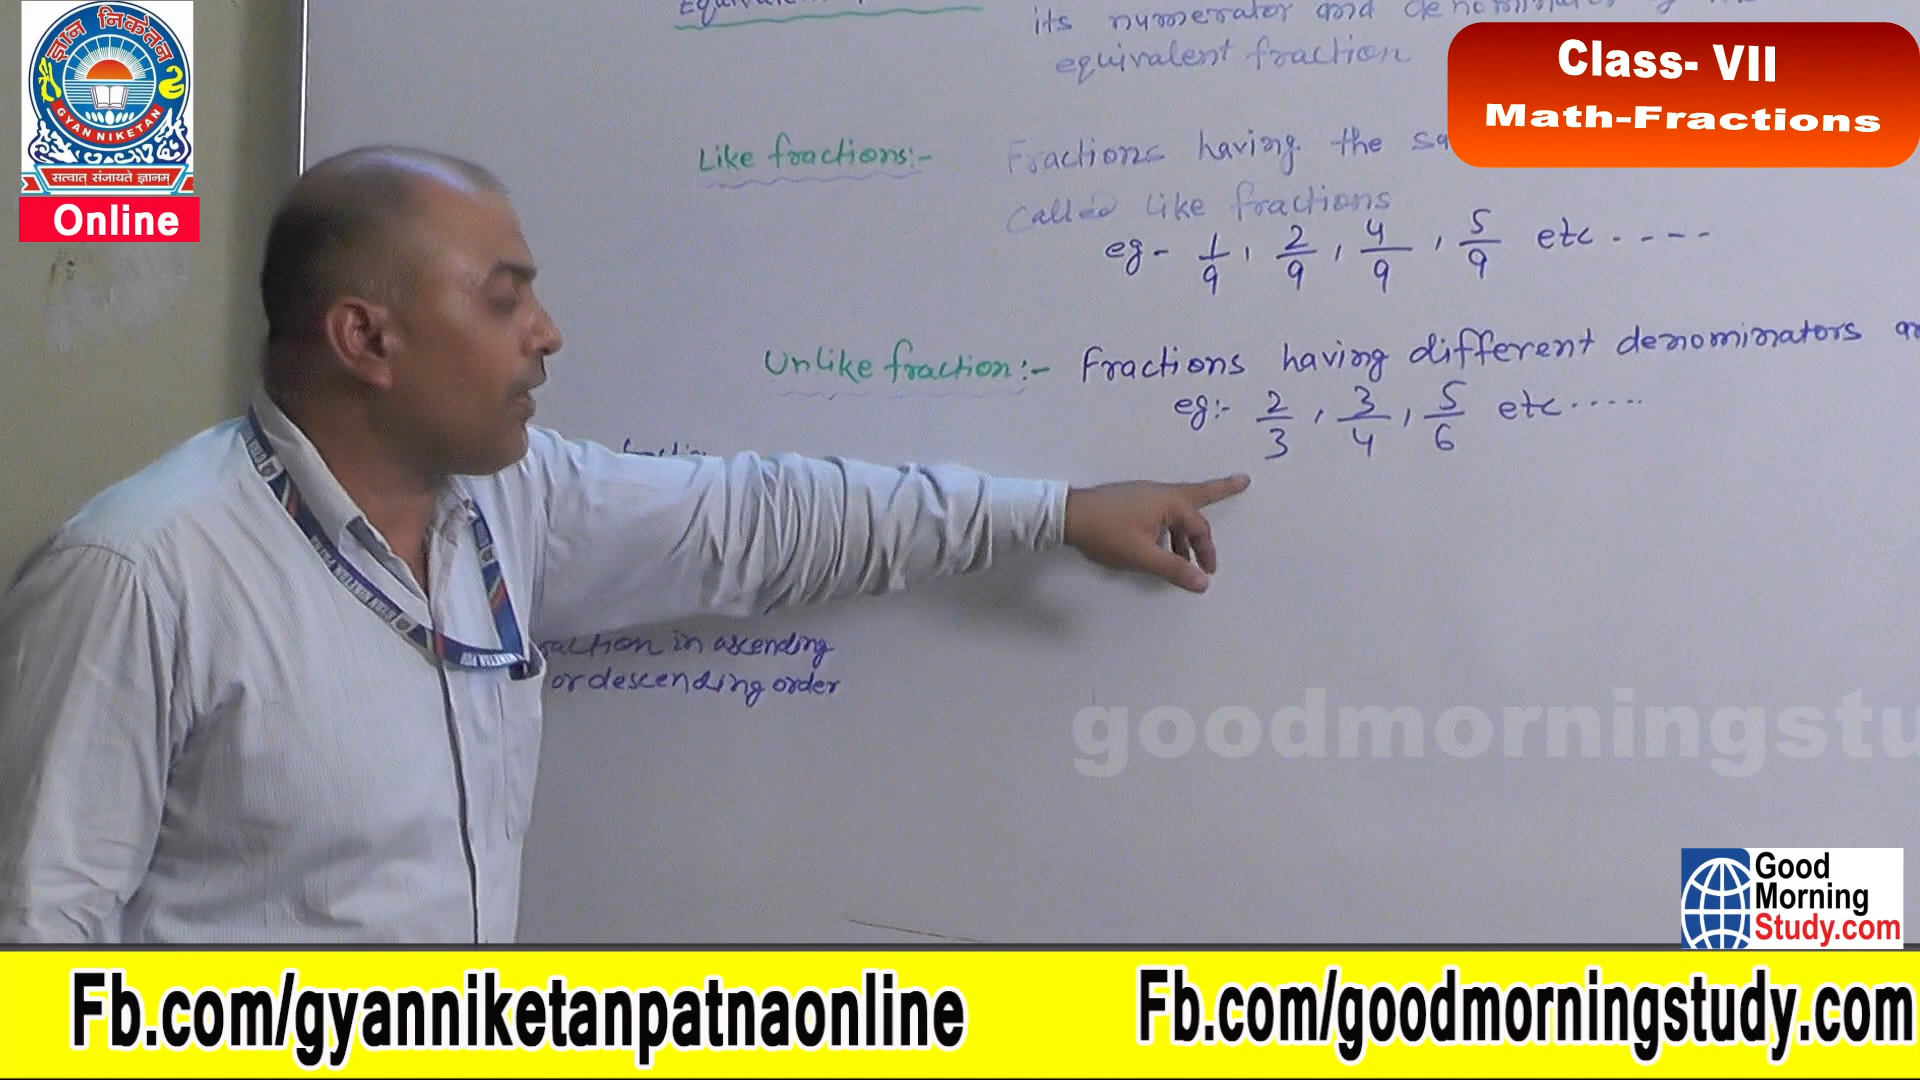 ज्ञान निकेतन
GYAN NIKETAN
सत्वात् संजायते ज्ञानम्
Online
Class- VII
Math-Fractions
its numerator and
equivalent fraction
Like fractions:- Fractions having the
called like fractions
eg- 1/9, 2/9, 4/9, 5/9 etc.----
Unlike fraction:- Fractions having different denominators
eg:- 2/3, 3/4, 5/6 etc.....
in ascending
or descending order
goodmorningstu
Good
Morning
Study.com
Fb.com/gyanniketanpatnaonline
Fb.com/goodmorningstudy.com